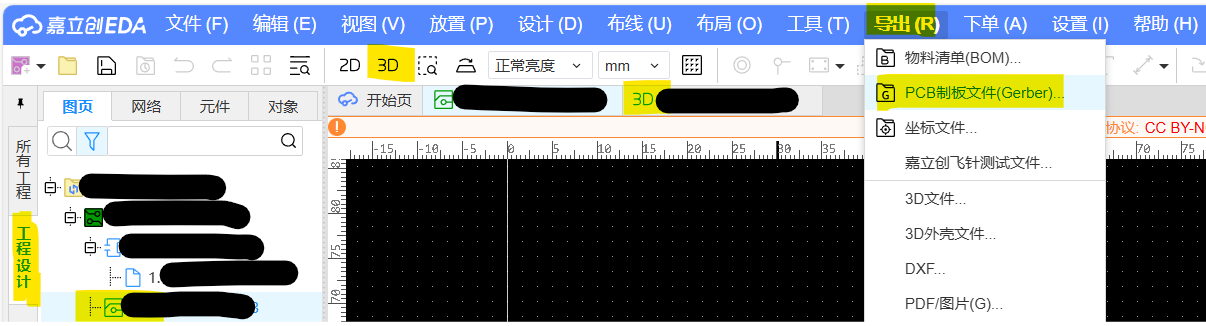 嘉立创EDA 文件 (F) 编辑 (E) 视图 (V) 放置 (P) 设计 (D) 布线 (U) 布局 (O) 工具 (T) 导出 (R) 下单 (A) 设置 (I) 帮助 (H)
2D 3D 正常亮度 mm
物料清单(BOM)...
PCB制板文件(Gerber)...
坐标文件...
嘉立创飞针测试文件...
3D文件...
3D外壳文件...
DXF...
PDF/图片(G)...
图页 网络 元件 对象
开始页 3D
所有工程
工程设计
1.
协议: CC BY-N
-15 -10 -5 0 5 10 15 20 25 30 35 70 75
80
75
70